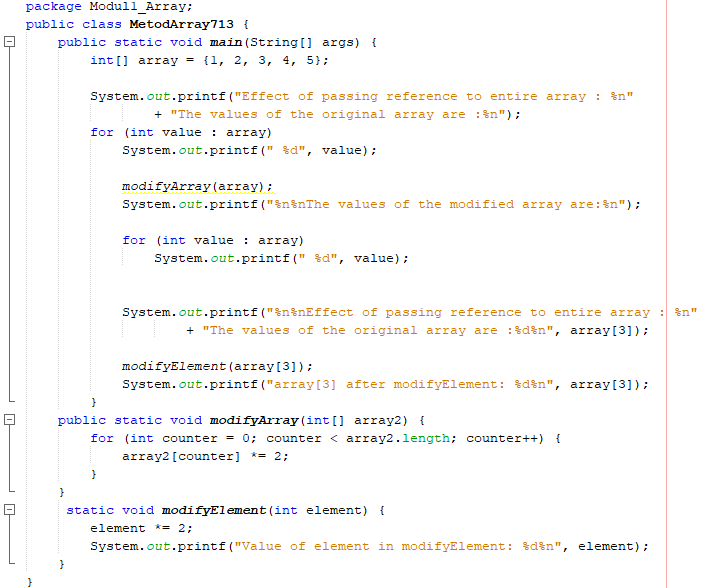 package Modull_Array;
public class MetodArray713 {
    public static void main(String[] args) {
        int[] array = {1, 2, 3, 4, 5};

        System.out.printf("Effect of passing reference to entire array : %n"
                + "The values of the original array are :%n");
        for (int value : array)
            System.out.printf(" %d", value);

            modifyArray(array);
            System.out.printf("%n%nThe values of the modified array are:%n");

            for (int value : array)
                System.out.printf(" %d", value);


            System.out.printf("%n%nEffect of passing reference to entire array : %n"
                    + "The values of the original array are :%d%n", array[3]);

            modifyElement(array[3]);
            System.out.printf("array[3] after modifyElement: %d%n", array[3]);
        }
    public static void modifyArray(int[] array2) {
        for (int counter = 0; counter < array2.length; counter++) {
            array2[counter] *= 2;
        }
    }
     static void modifyElement(int element) {
        element *= 2;
        System.out.printf("Value of element in modifyElement: %d%n", element);
    }
}